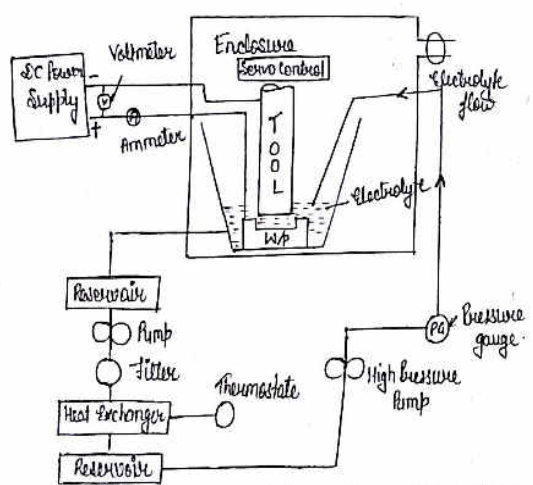 DC Power
Supply
-
+
Voltmeter
V
A
Ammeter
Enclosure
Servo Control
TOOL
W/p
Electrolyte
flow
Electrolyte
Pressure
gauge.
PG
High Pressure
Pump
Reservoir
Pump
Filter
Heat Exchanger
Thermostate
Reservoir